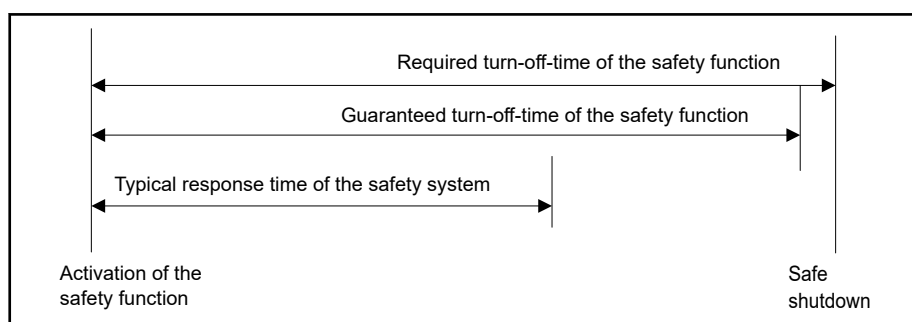 Required turn-off-time of the safety function
Guaranteed turn-off-time of the safety function
Typical response time of the safety system
Activation of the
safety function
Safe
shutdown